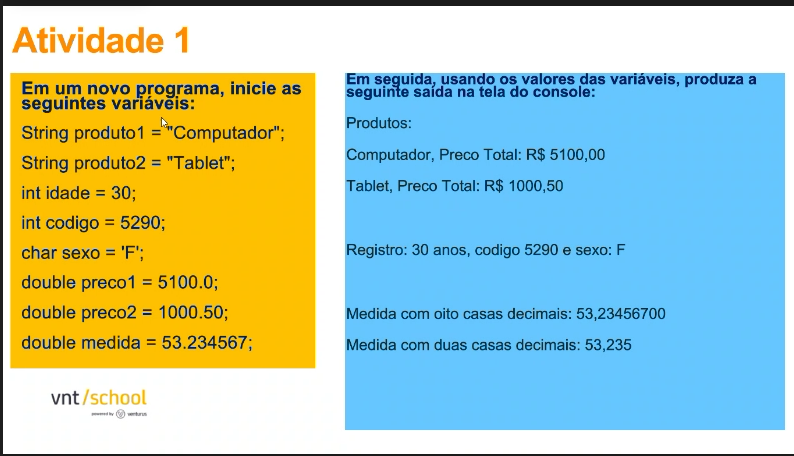 Atividade 1
Em um novo programa, inicie as
seguintes variáveis:
String produto1 = "Computador";
String produto2 = "Tablet";
int idade = 30;
int codigo = 5290;
char sexo = 'F';
double preco1 = 5100.0;
double preco2 = 1000.50;
double medida = 53.234567;
Em seguida, usando os valores das variáveis, produza a
seguinte saída na tela do console:
Produtos:
Computador, Preco Total: R$ 5100,00
Tablet, Preco Total: R$ 1000,50
Registro: 30 anos, codigo 5290 e sexo: F
Medida com oito casas decimais: 53,23456700
Medida com duas casas decimais: 53,235
vnt/school
powered by venturus